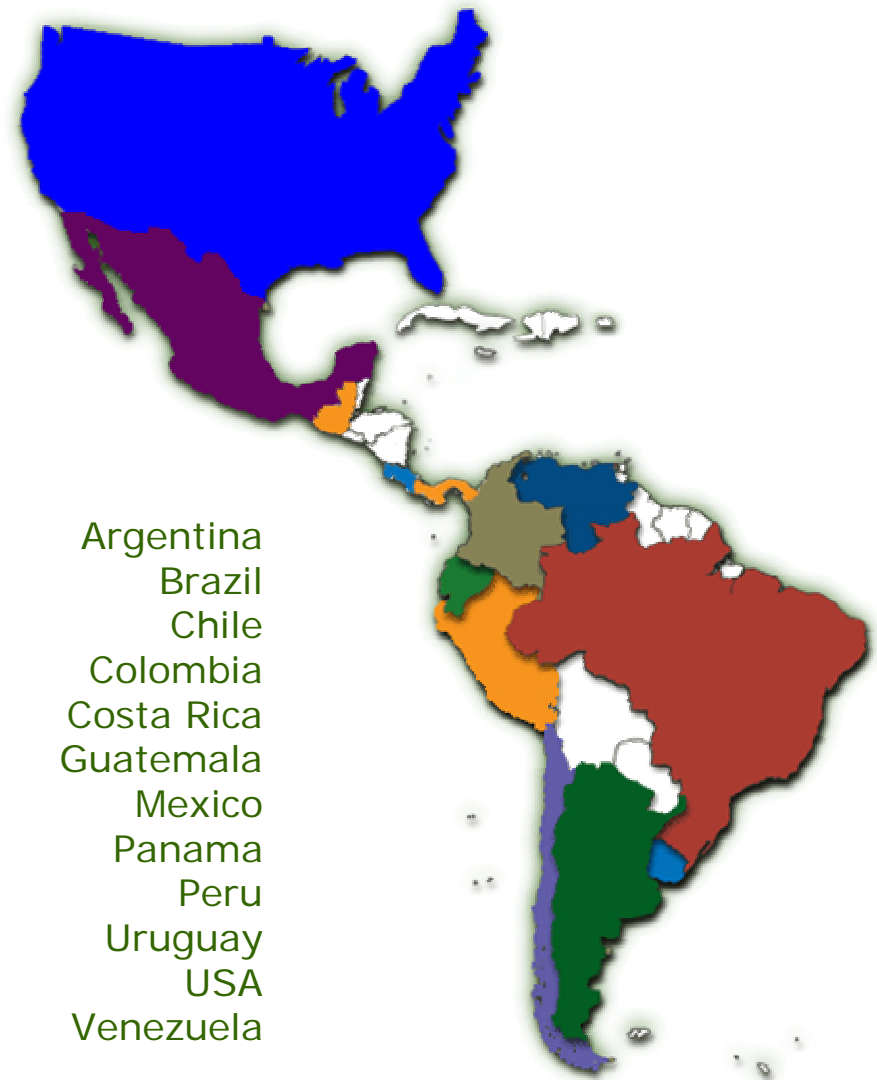 Argentina
Brazil
Chile
Colombia
Costa Rica
Guatemala
Mexico
Panama
Peru
Uruguay
USA
Venezuela